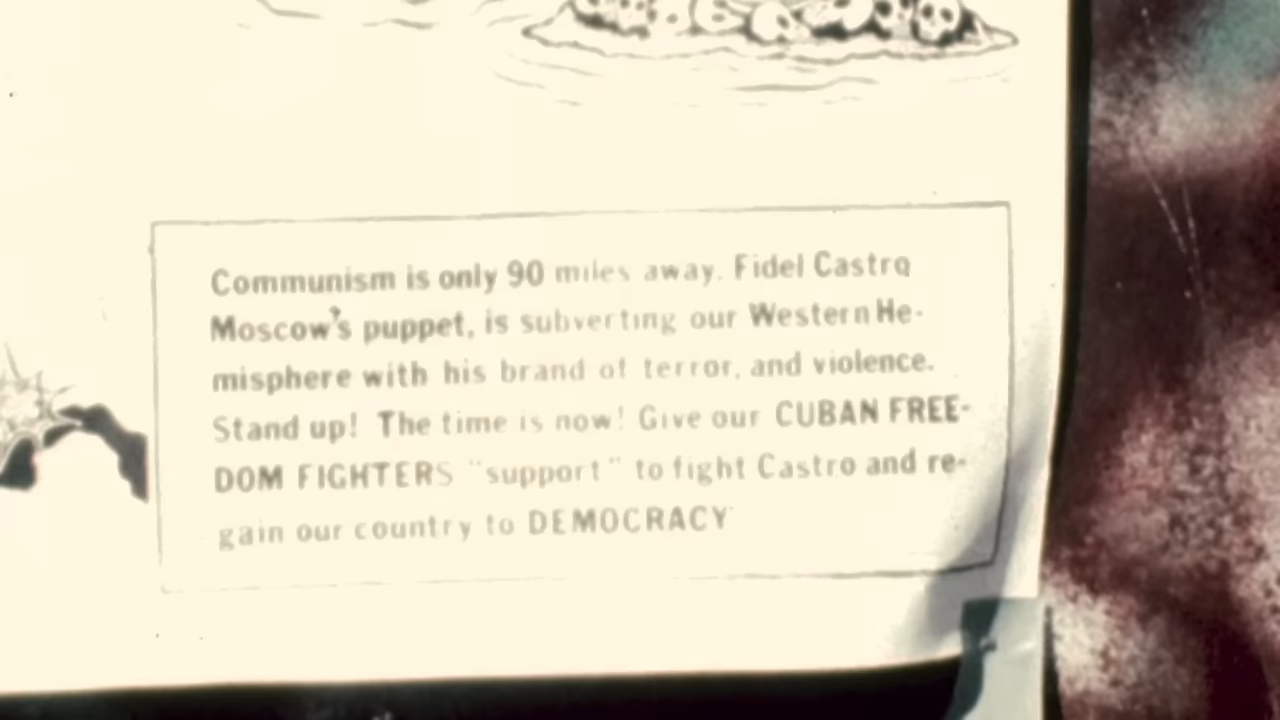 Communism is only 90 miles away. Fidel Castro
Moscow's puppet, is subverting our Western He-
misphere with his brand of terror, and violence.
Stand up! The time is now! Give our CUBAN FREE-
DOM FIGHTERS "support" to fight Castro and re-
gain our country to DEMOCRACY